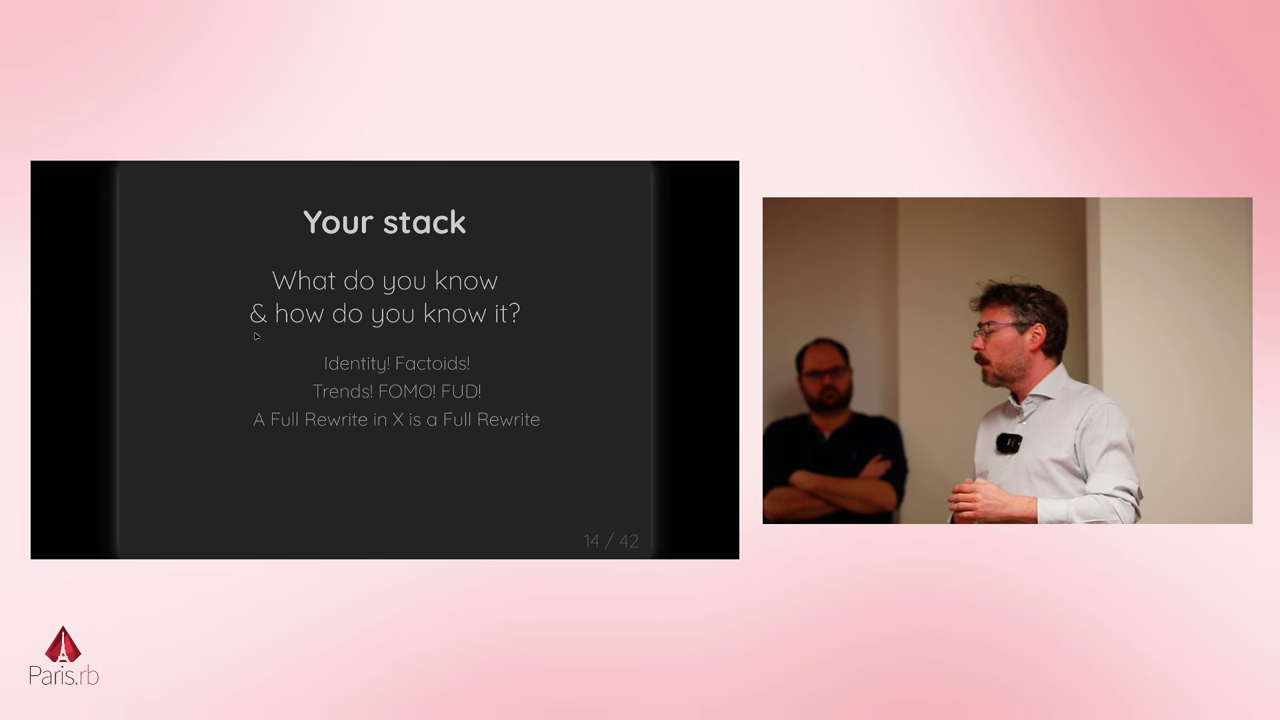 Your stack
What do you know
& how do you know it?
Identity! Factoids!
Trends! FOMO! FUD!
A Full Rewrite in X is a Full Rewrite
14 / 42
Paris.rb